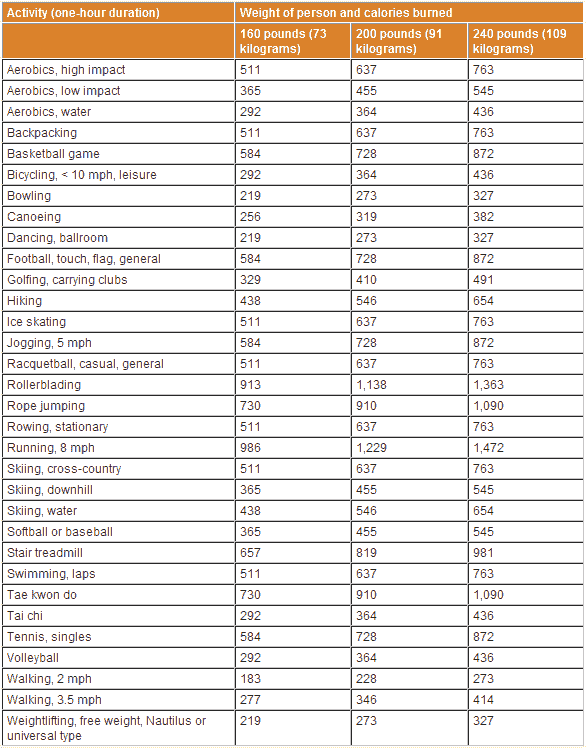 Activity (one-hour duration) Weight of person and calories burned
160 pounds (73 200 pounds (91 240 pounds (109
kilograms) kilograms) kilograms)
Aerobics, high impact 511 637 763
Aerobics, low impact 365 455 545
Aerobics, water 292 364 436
Backpacking 511 637 763
Basketball game 584 728 872
Bicycling, < 10 mph, leisure 292 364 436
Bowling 219 273 327
Canoeing 256 319 382
Dancing, ballroom 219 273 327
Football, touch, flag, general 584 728 872
Golfing, carrying clubs 329 410 491
Hiking 438 546 654
Ice skating 511 637 763
Jogging, 5 mph 584 728 872
Racquetball, casual, general 511 637 763
Rollerblading 913 1,138 1,363
Rope jumping 730 910 1,090
Rowing, stationary 511 637 763
Running, 8 mph 986 1,229 1,472
Skiing, cross-country 511 637 763
Skiing, downhill 365 455 545
Skiing, water 438 546 654
Softball or baseball 365 455 545
Stair treadmill 657 819 981
Swimming, laps 511 637 763
Tae kwon do 730 910 1,090
Tai chi 292 364 436
Tennis, singles 584 728 872
Volleyball 292 364 436
Walking, 2 mph 183 228 273
Walking, 3.5 mph 277 346 414
Weightlifting, free weight, Nautilus or 219 273 327
universal type